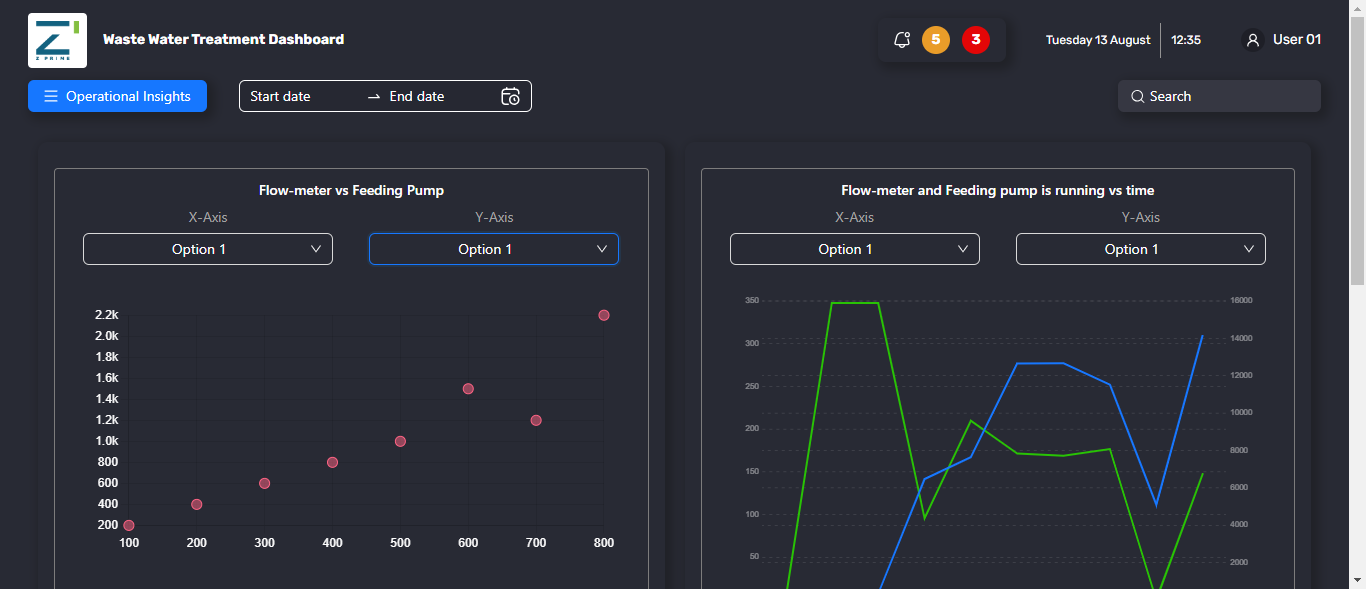 Z PRIME
Waste Water Treatment Dashboard
5
3
Tuesday 13 August
12:35
User 01
Operational Insights
Start date
End date
Search
Flow-meter vs Feeding Pump
X-Axis
Y-Axis
Option 1
Option 1
2.2k
2.0k
1.8k
1.6k
1.4k
1.2k
1.0k
800
600
400
200
100
200
300
400
500
600
700
800
Flow-meter and Feeding pump is running vs time
X-Axis
Y-Axis
Option 1
Option 1
350
300
250
200
150
100
50
16000
14000
12000
10000
8000
6000
4000
2000